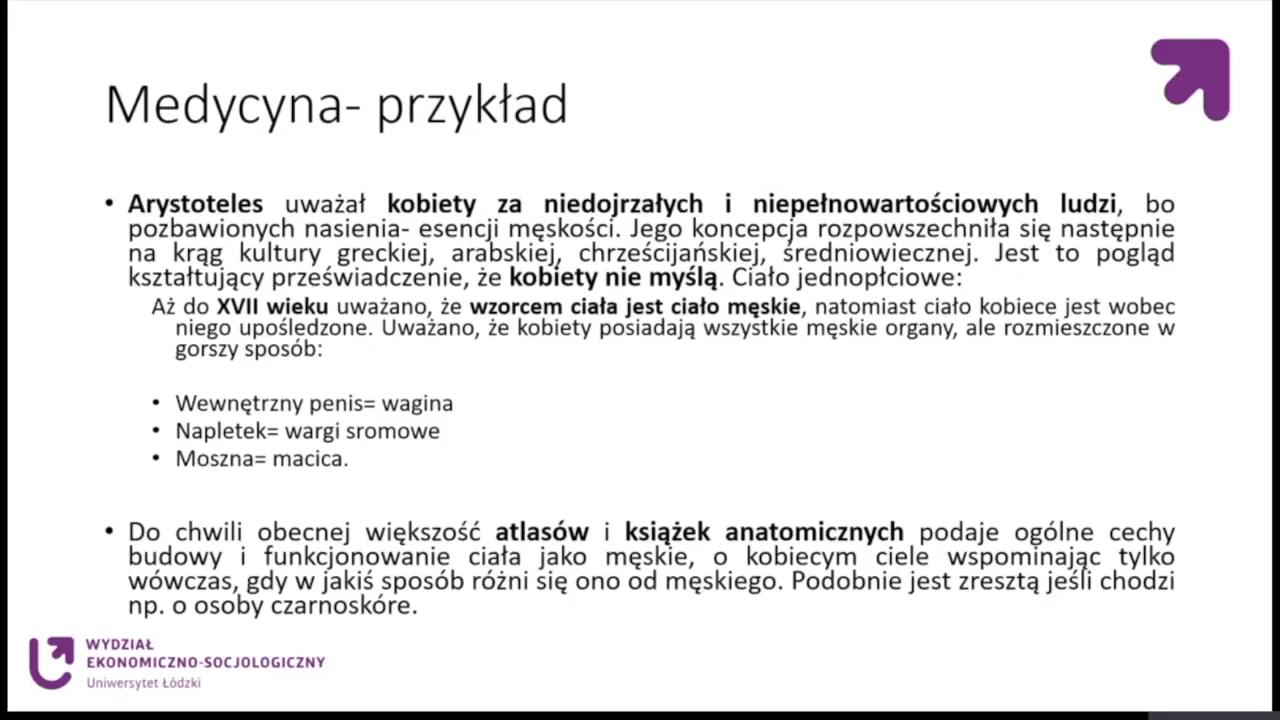 Medycyna- przykład
• Arystoteles uważał kobiety za niedojrzałych i niepełnowartościowych ludzi, bo
pozbawionych nasienia- esencji męskości. Jego koncepcja rozpowszechniła się następnie
na krąg kultury greckiej, arabskiej, chrześcijańskiej, średniowiecznej. Jest to pogląd
kształtujący przeświadczenie, że kobiety nie myślą. Ciało jednopłciowe:
Aż do XVII wieku uważano, że wzorcem ciała jest ciało męskie, natomiast ciało kobiece jest wobec
niego upośledzone. Uważano, że kobiety posiadają wszystkie męskie organy, ale rozmieszczone w
gorszy sposób:
• Wewnętrzny penis= wagina
• Napletek= wargi sromowe
• Moszna= macica.
• Do chwili obecnej większość atlasów i książek anatomicznych podaje ogólne cechy
budowy i funkcjonowanie ciała jako męskie, o kobiecym ciele wspominając tylko
wówczas, gdy w jakiś sposób różni się ono od męskiego. Podobnie jest zresztą jeśli chodzi
np. o osoby czarnoskóre.
WYDZIAŁ
EKONOMICZNO-SOCJOLOGICZNY
Uniwersytet Łódzki